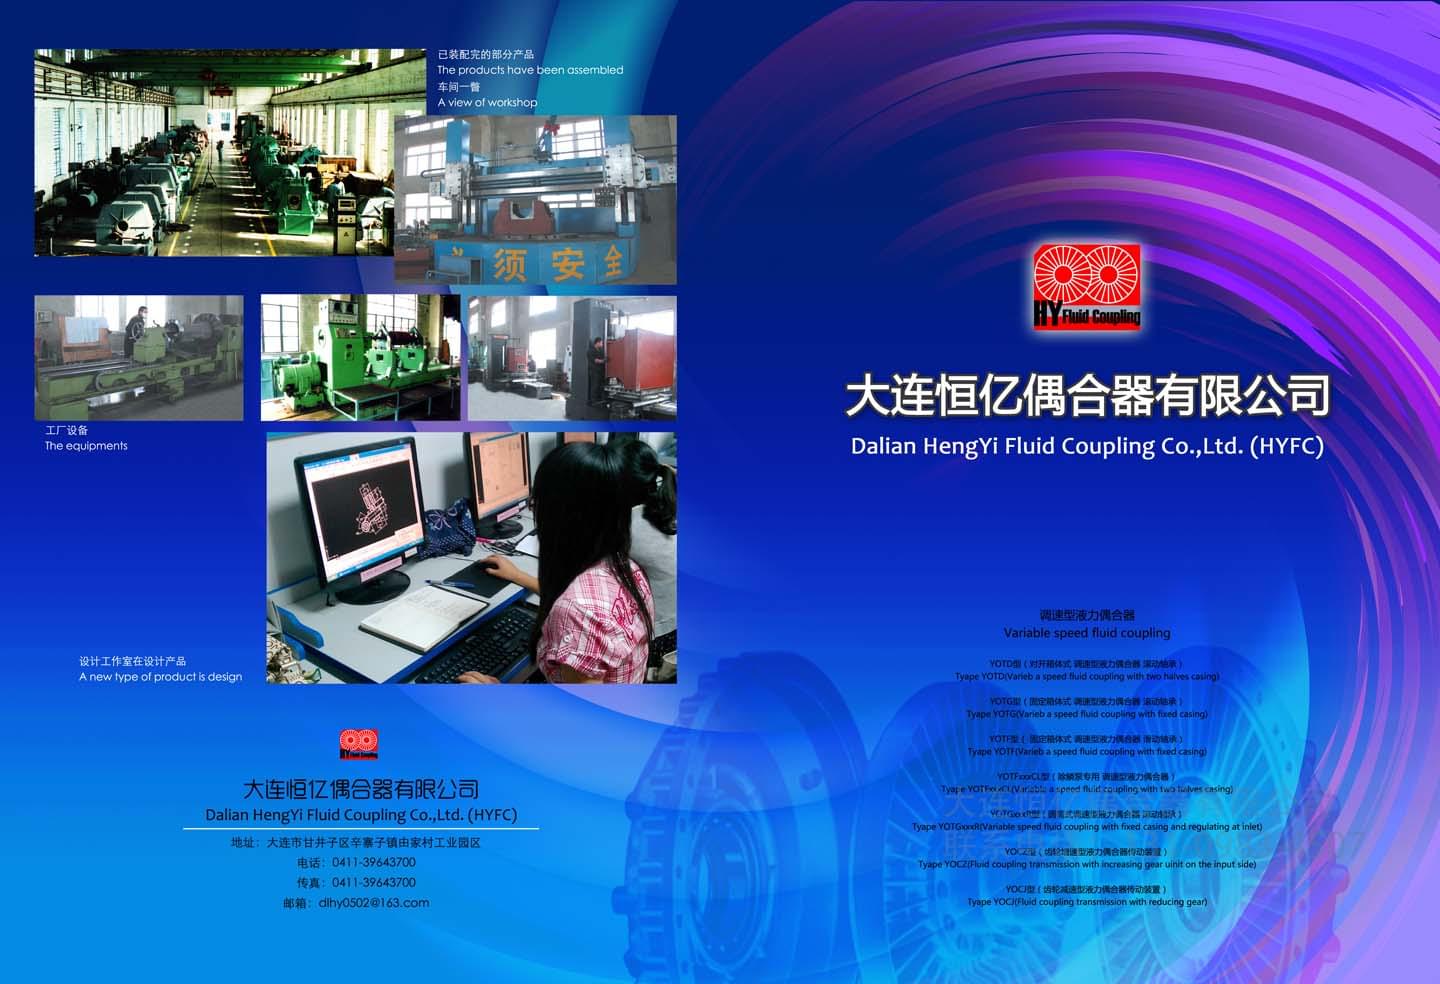 已装配完的部分产品
The products have been assembled
车间一瞥
A view of workshop
须安全
工厂设备
The equipments
设计工作室在设计产品
A new type of product is design
HY Fluid Coupling
大连恒亿偶合器有限公司
Dalian HengYi Fluid Coupling Co.,Ltd. (HYFC)
地址：大连市甘井子区辛寨子镇由家村工业园区
电话：0411-39643700
传真：0411-39643700
邮箱：dlhy0502@163.com
HY Fluid Coupling
大连恒亿偶合器有限公司
Dalian HengYi Fluid Coupling Co.,Ltd. (HYFC)
调速型液力偶合器
Variable speed fluid coupling
YOTD型（对开箱体式 调速型液力偶合器 滚动轴承）
Tyape YOTD(Varieb a speed fluid coupling with two halves casing)
YOTG型（固定箱体式 调速型液力偶合器 滚动轴承）
Tyape YOTG(Varieb a speed fluid coupling with fixed casing)
YOTF型（ 固定箱体式 调速型液力偶合器 滑动轴承）
Tyape YOTF(Varieb a speed fluid coupling with fixed casing)
YOTFxxxCL型（除鳞泵专用 调速型液力偶合器）
Tyape YOTFxxxCL(Variable a speed fluid coupling with two halves casing)
Tyape YOTGxxxR(Variable speed fluid coupling with fixed casing and regulating at inlet)
YOCZ型（齿轮增速型液力偶合器传动装置）
Tyape YOCZ(Fluid coupling transmission with increasing gear uinit on the input side)
YOCJ型（齿轮减速型液力偶合器传动装置）
Tyape YOCJ(Fluid coupling transmission with reducing gear)